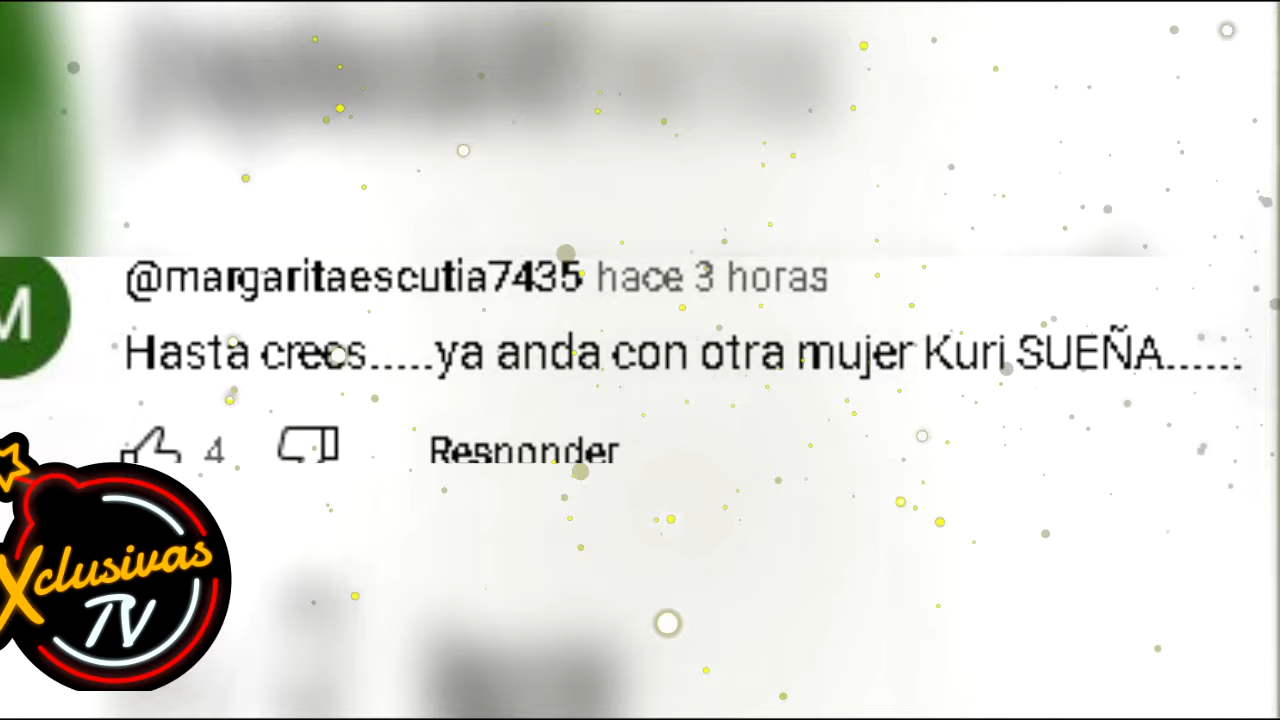 @margaritaescutia7435 hace 3 horas
M
Hasta crees.....ya anda con otra mujer Kuri SUEÑA......
4
Responder
Xclusivas
TV